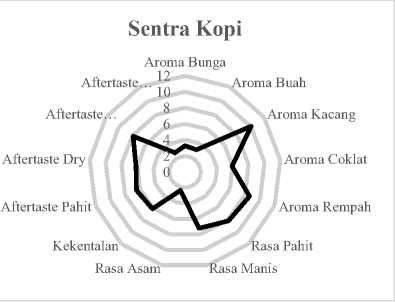 Sentra Kopi
Aroma Bunga
Aftertaste…
Aroma Buah
Aftertaste…
Aroma Kacang
Aftertaste Dry
Aroma Coklat
Aftertaste Pahit
Aroma Rempah
Kekentalan
Rasa Pahit
Rasa Asam
Rasa Manis
12
10
8
6
4
2
0